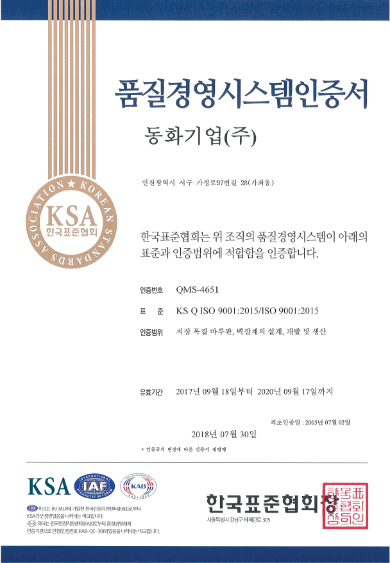 품질경영시스템인증서
동화기업(주)
인천광역시 서구 가정로97번길 28(가좌동)
KOREAN STANDARDS ASSOCIATION
KSA
한국표준협회
한국표준협회는 위 조직의 품질경영시스템이 아래의
표준과 인증범위에 적합함을 인증합니다.
인증번호 QMS-4651
표 준 KS Q ISO 9001:2015/ISO 9001:2015
인증범위 치장 목질 마루판, 벽장재의 설계, 개발 및 생산
유효기간 2017년 09월 18일부터 2020년 09월 17일까지
최초인증일 : 2005년 07월 02일
2018년 07월 30일
* 인증규격 변경에 따른 인증서 재발행
KSA IAF KAB
한국표준협회장